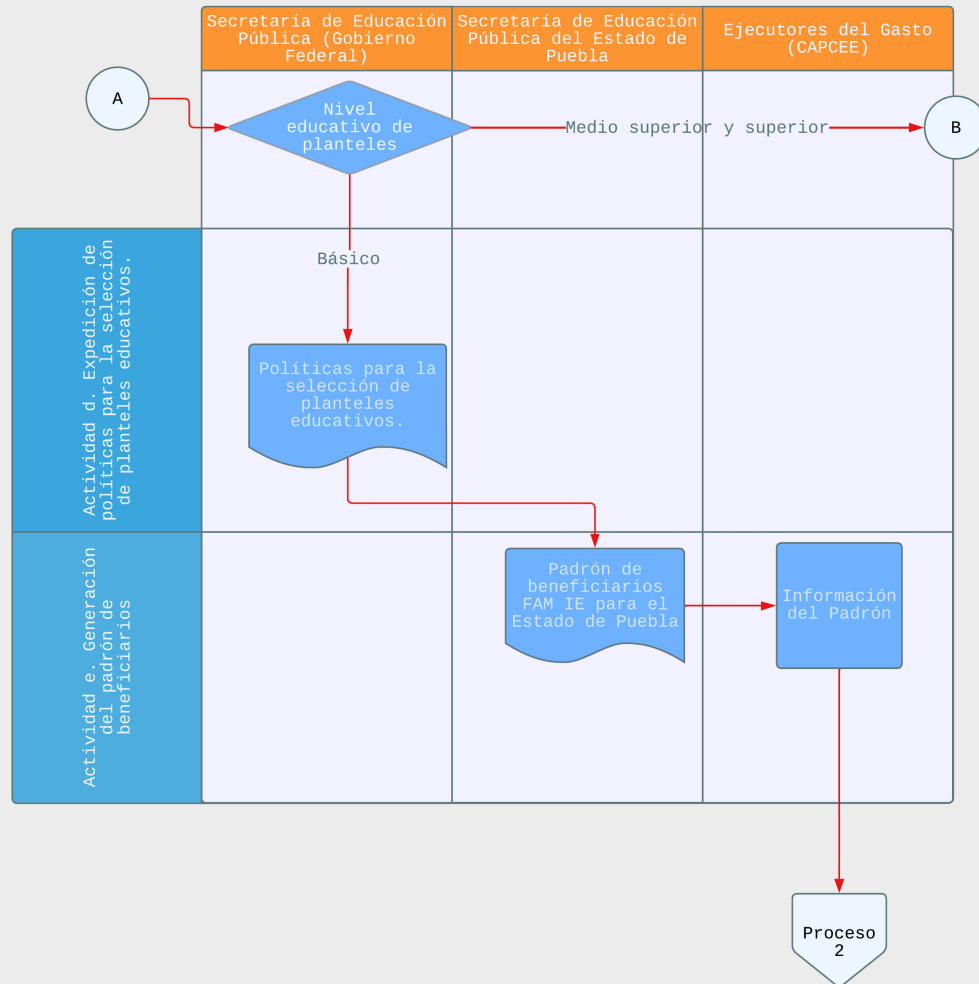 Secretaría de Educación
Pública (Gobierno
Federal)
Secretaría de Educación
Pública del Estado de
Puebla
Ejecutores del Gasto
(CAPCEE)
A
Nivel
educativo de
planteles
Medio superior y superior
B
Actividad d. Expedición de
políticas para la selección
de planteles educativos.
Básico
Políticas para la
selección de
planteles
educativos.
Actividad e. Generación
del padrón de
beneficiarios
Padrón de
beneficiarios
FAM IE para el
Estado de Puebla
Información
del Padrón
Proceso
2